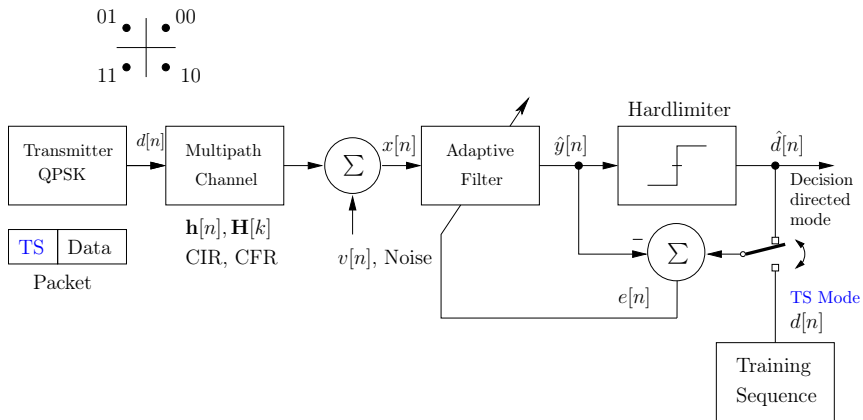 01 00
11 10
Transmitter
QPSK
d[n]
Multipath
Channel
h[n], H[k]
CIR, CFR
TS Data
Packet
∑
v[n], Noise
x[n]
Adaptive
Filter
ŷ[n]
Hardlimiter
d̂[n]
Decision
directed
mode
−
∑
e[n]
TS Mode
d[n]
Training
Sequence